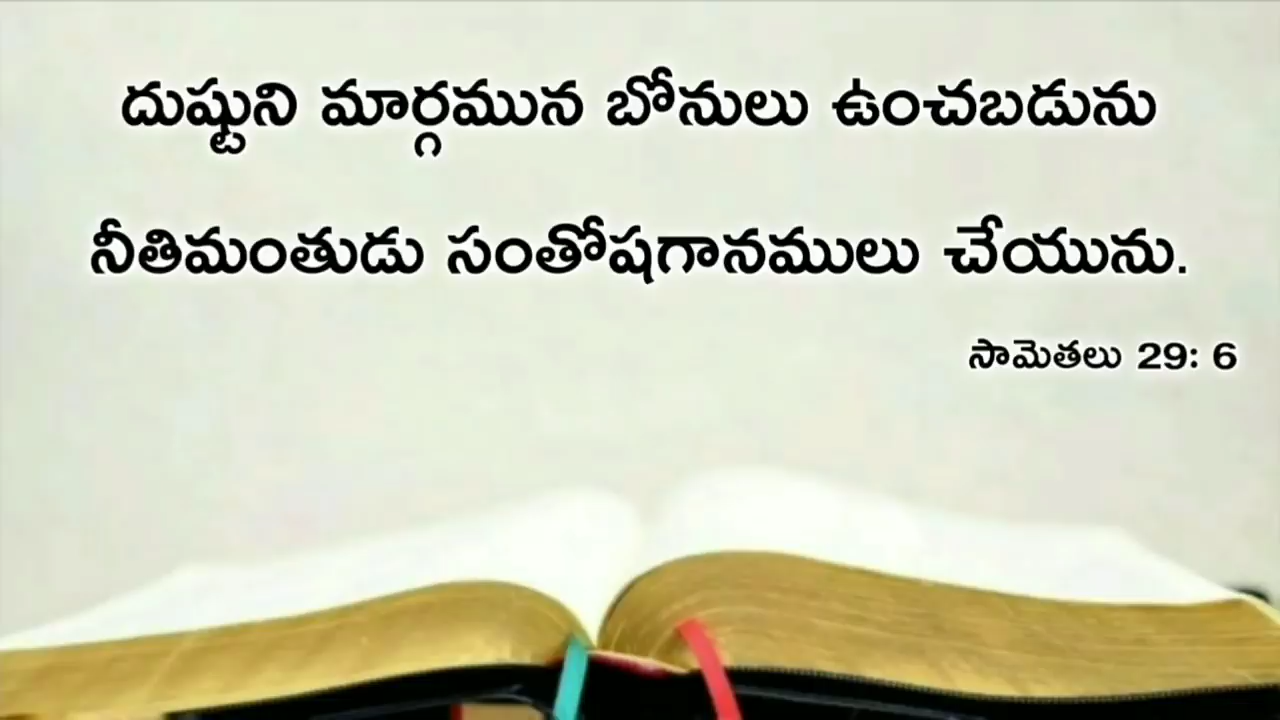 దుష్టుని మార్గమున బోనులు ఉంచబడును
నీతిమంతుడు సంతోషగానములు చేయును.
సామెతలు 29: 6